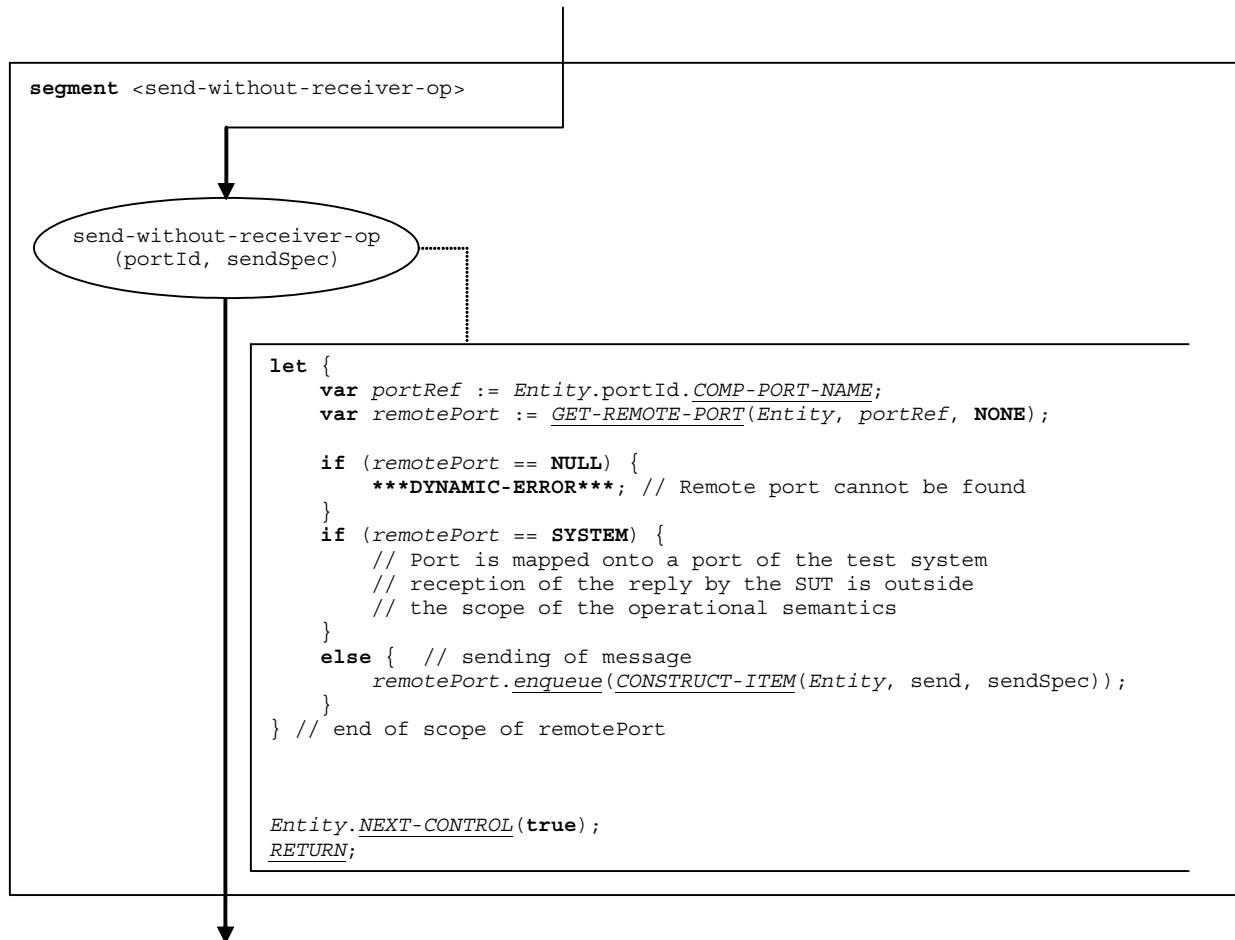 segment <send-without-receiver-op>
send-without-receiver-op
(portId, sendSpec)
let {
var portRef := Entity.portId.COMP-PORT-NAME;
var remotePort := GET-REMOTE-PORT(Entity, portRef, NONE);
if (remotePort == NULL) {
***DYNAMIC-ERROR***; // Remote port cannot be found
}
if (remotePort == SYSTEM) {
// Port is mapped onto a port of the test system
// reception of the reply by the SUT is outside
// the scope of the operational semantics
}
else { // sending of message
remotePort.enqueue(CONSTRUCT-ITEM(Entity, send, sendSpec));
}
} // end of scope of remotePort
Entity.NEXT-CONTROL(true);
RETURN;